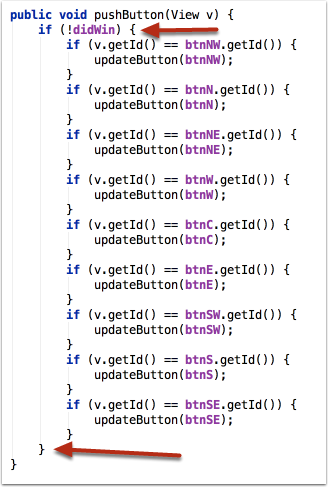 public void pushButton(View v) {
    if (!didWin) {
        if (v.getId() == btnNW.getId()) {
            updateButton(btnNW);
        }
        if (v.getId() == btnN.getId()) {
            updateButton(btnN);
        }
        if (v.getId() == btnNE.getId()) {
            updateButton(btnNE);
        }
        if (v.getId() == btnW.getId()) {
            updateButton(btnW);
        }
        if (v.getId() == btnC.getId()) {
            updateButton(btnC);
        }
        if (v.getId() == btnE.getId()) {
            updateButton(btnE);
        }
        if (v.getId() == btnSW.getId()) {
            updateButton(btnSW);
        }
        if (v.getId() == btnS.getId()) {
            updateButton(btnS);
        }
        if (v.getId() == btnSE.getId()) {
            updateButton(btnSE);
        }
    }
}